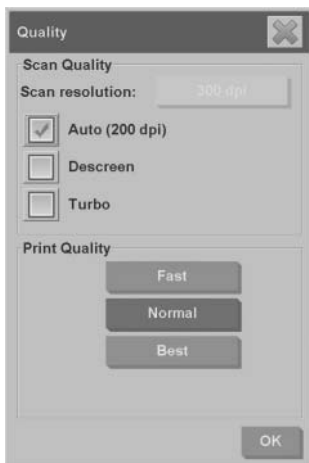 Quality
Scan Quality
Scan resolution: 300 dpi
Auto (200 dpi)
Descreen
Turbo
Print Quality
Fast
Normal
Best
OK